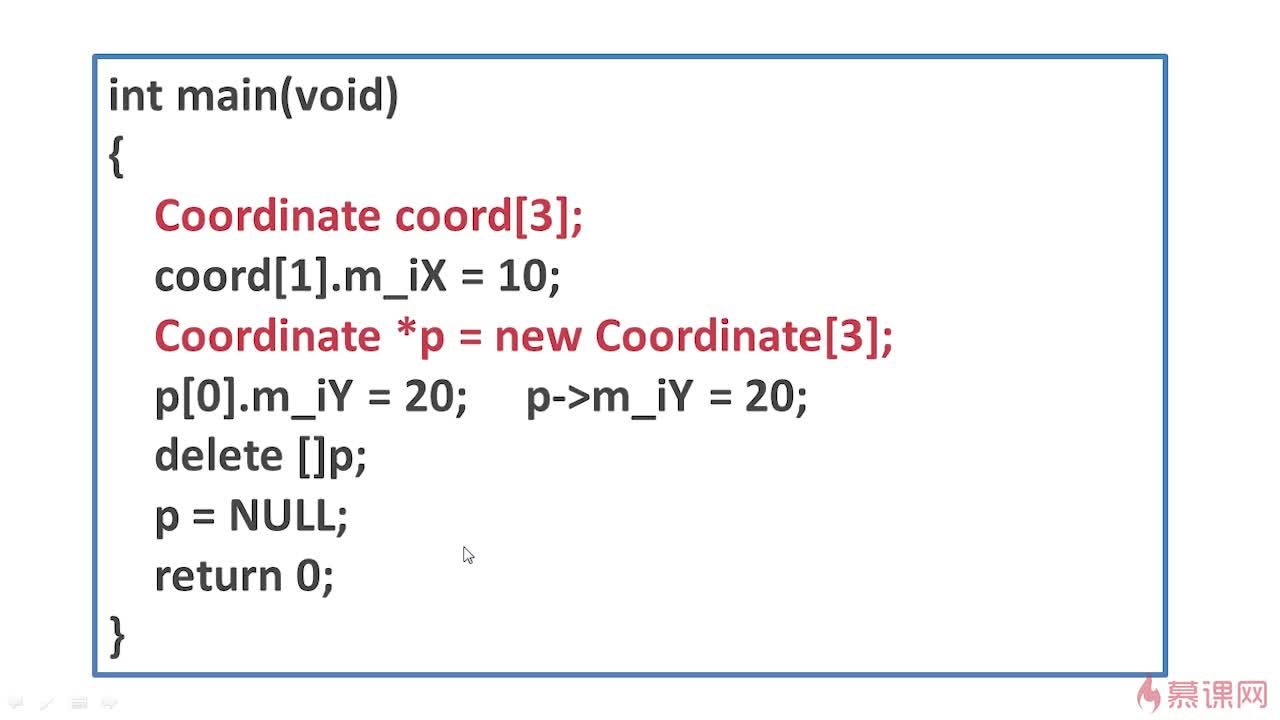 int main(void)
{
Coordinate coord[3];
coord[1].m_iX = 10;
Coordinate *p = new Coordinate[3];
p[0].m_iY = 20; p->m_iY = 20;
delete []p;
p = NULL;
return 0;
}
慕课网